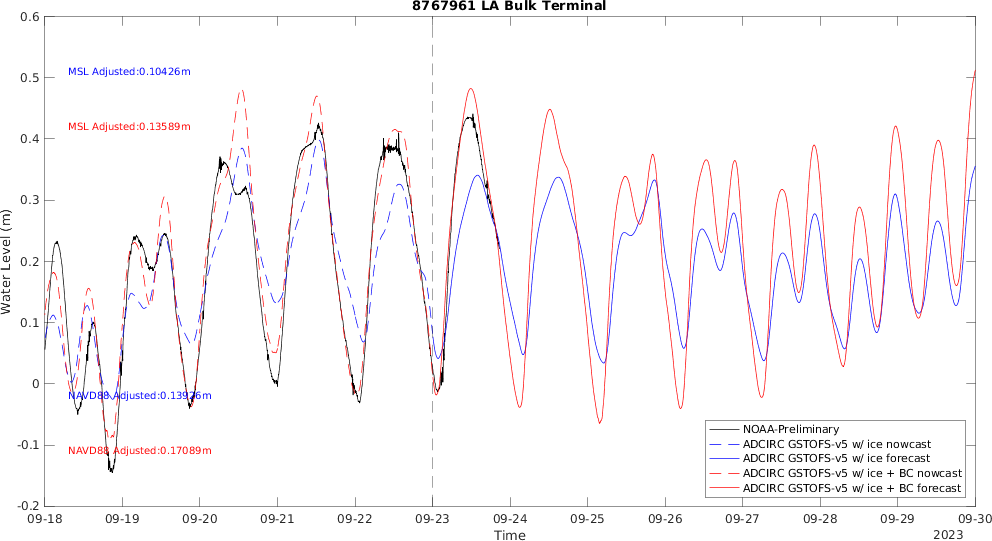 8767961 LA Bulk Terminal
Water Level (m)
0.6
0.5
0.4
0.3
0.2
0.1
0
-0.1
-0.2
MSL Adjusted:0.10426m
MSL Adjusted:0.13589m
NAVD88 Adjusted:0.13926m
NAVD88 Adjusted:0.17089m
NOAA-Preliminary
ADCIRC GSTOFS-v5 w/ ice nowcast
ADCIRC GSTOFS-v5 w/ ice forecast
ADCIRC GSTOFS-v5 w/ ice + BC nowcast
ADCIRC GSTOFS-v5 w/ ice + BC forecast
09-18 09-19 09-20 09-21 09-22 09-23 09-24 09-25 09-26 09-27 09-28 09-29 09-30
Time
2023